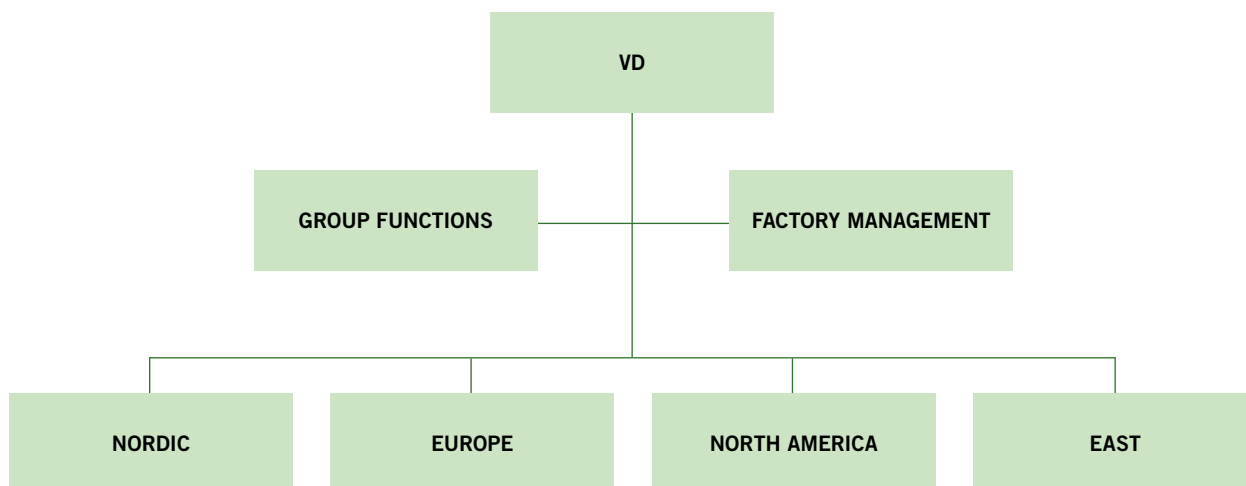 VD
GROUP FUNCTIONS
FACTORY MANAGEMENT
NORDIC
EUROPE
NORTH AMERICA
EAST